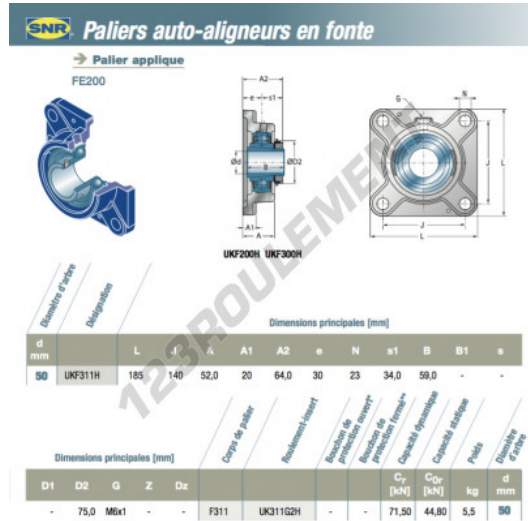 SNR Paliers auto-aligneurs en fonte
Palier applique
FE200
A2
e s1
Ød
B
ØD2
A1
A
G
N
J
L
J
L
UKF200H UKF300H
123ROULEMENT
Diamètre d'arbre
Désignation
Dimensions principales [mm]
d mm L J A A1 A2 e N s1 B B1 s
50 UKF311H 185 140 52,0 20 64,0 30 23 34,0 59,0 - -
Dimensions principales [mm]
Corps de palier
Roulement-insert
Bouchon de protection ouvert*
Bouchon de protection fermé**
Capacité dynamique
Capacité statique
Poids
Diamètre d'arbre
D1 D2 G Z Dz Cr [kN] C0r [kN] kg d mm
- 75,0 M6x1 - - F311 UK311G2H - - 71,50 44,80 5,5 50